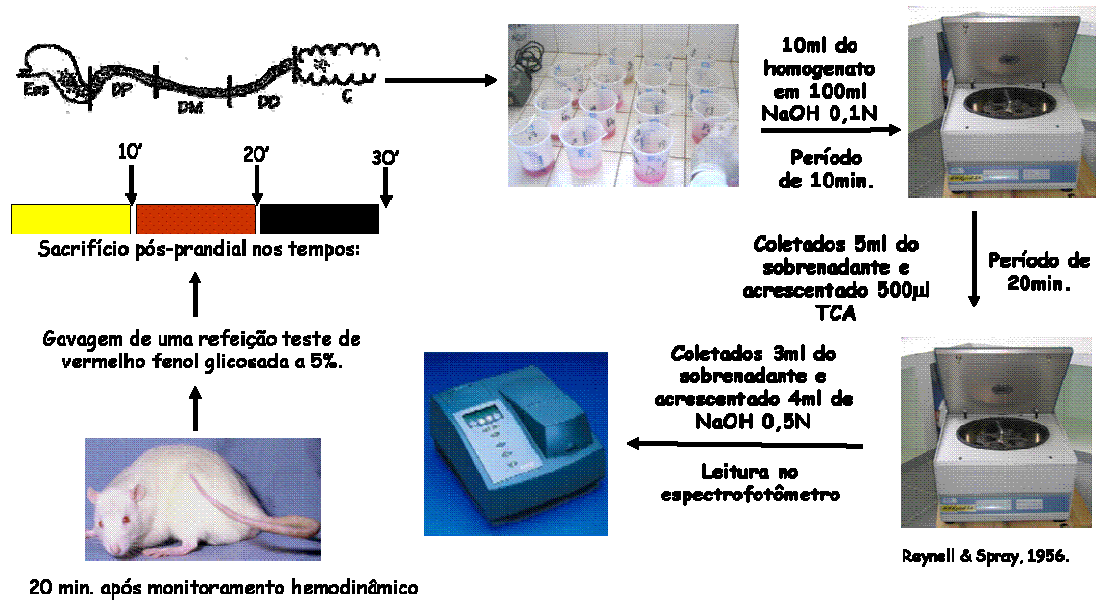 Est
DP
DM
DD
C
10ml do
homogenato
em 100ml
NaOH 0,1N
Período
de 10min.
10'
20'
30'
Sacrifício pós-prandial nos tempos:
Coletados 5ml do
sobrenadante e
acrescentado 500µl
TCA
Período de
20min.
Gavagem de uma refeição teste de
vermelho fenol glicosada a 5%.
Coletados 3ml do
sobrenadante e
acrescentado 4ml de
NaOH 0,5N
Leitura no
espectrofotômetro
Reynell & Spray, 1956.
20 min. após monitoramento hemodinâmico